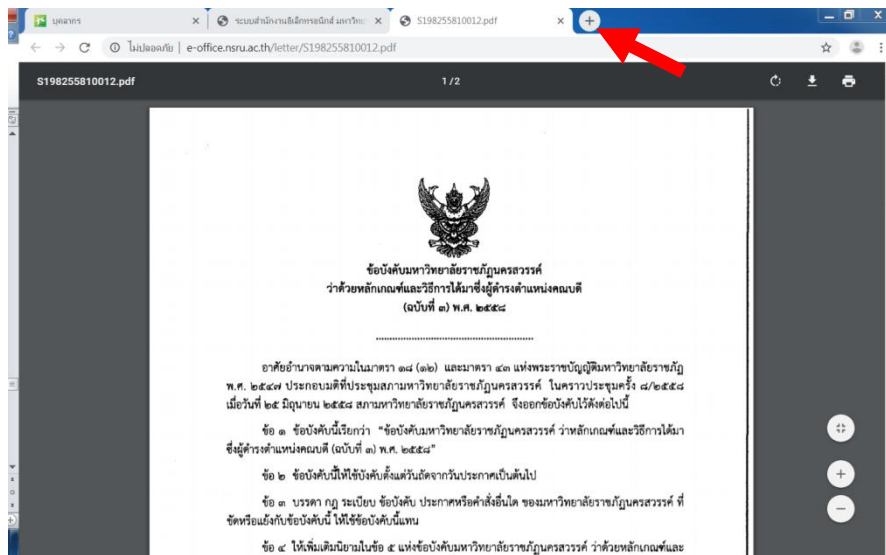 บุคลากร
ระบบสำนักงานอิเล็กทรอนิกส์ มหาวิทย
S198255810012.pdf
ไม่ปลอดภัย | e-office.nsru.ac.th/letter/S198255810012.pdf
S198255810012.pdf
1 / 2
ข้อบังคับมหาวิทยาลัยราชภัฏนครสวรรค์
ว่าด้วยหลักเกณฑ์และวิธีการได้มาซึ่งผู้ดำรงตำแหน่งคณบดี
(ฉบับที่ ๓) พ.ศ. ๒๕๕๘
อาศัยอำนาจตามความในมาตรา ๑๘ (๑๒) และมาตรา ๔๓ แห่งพระราชบัญญัติมหาวิทยาลัยราชภัฏ
พ.ศ. ๒๕๔๗ ประกอบมติที่ประชุมสภามหาวิทยาลัยราชภัฏนครสวรรค์ ในคราวประชุมครั้ง ๘/๒๕๕๘
เมื่อวันที่ ๒๕ มิถุนายน ๒๕๕๘ สภามหาวิทยาลัยราชภัฏนครสวรรค์ จึงออกข้อบังคับไว้ดังต่อไปนี้
ข้อ ๑ ข้อบังคับนี้เรียกว่า "ข้อบังคับมหาวิทยาลัยราชภัฏนครสวรรค์ ว่าหลักเกณฑ์และวิธีการได้มา
ซึ่งผู้ดำรงตำแหน่งคณบดี (ฉบับที่ ๓) พ.ศ. ๒๕๕๘"
ข้อ ๒ ข้อบังคับนี้ให้ใช้บังคับตั้งแต่วันถัดจากวันประกาศเป็นต้นไป
ข้อ ๓ บรรดา กฎ ระเบียบ ข้อบังคับ ประกาศหรือคำสั่งอื่นใด ของมหาวิทยาลัยราชภัฏนครสวรรค์ ที่
ขัดหรือแย้งกับข้อบังคับนี้ ให้ใช้ข้อบังคับนี้แทน
ข้อ ๔ ให้เพิ่มเติมนิยามในข้อ ๕ แห่งข้อบังคับมหาวิทยาลัยราชภัฏนครสวรรค์ ว่าด้วยหลักเกณฑ์และ